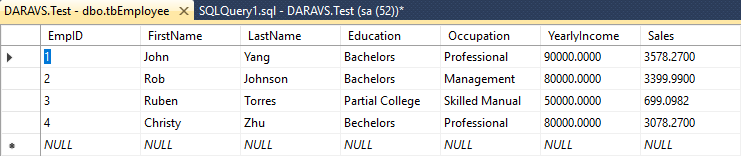 DARAVS.Test - dbo.tbEmployee SQLQuery1.sql - DARAVS.Test (sa (52))*
EmpID FirstName LastName Education Occupation YearlyIncome Sales
1 John Yang Bachelors Professional 90000.0000 3578.2700
2 Rob Johnson Bachelors Management 80000.0000 3399.9900
3 Ruben Torres Partial College Skilled Manual 50000.0000 699.0982
4 Christy Zhu Bechelors Professional 80000.0000 3078.2700
NULL NULL NULL NULL NULL NULL NULL